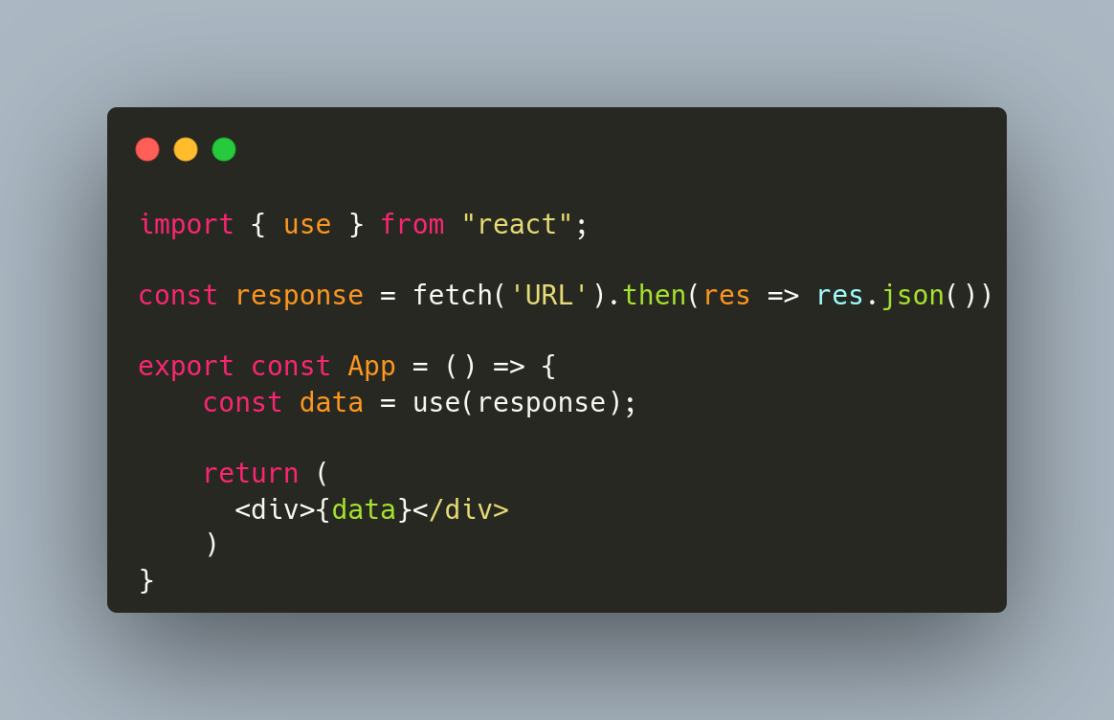 import { use } from "react";
const response = fetch('URL').then(res => res.json())
export const App = () => {
    const data = use(response);
    return (
      <div>{data}</div>
    )
}